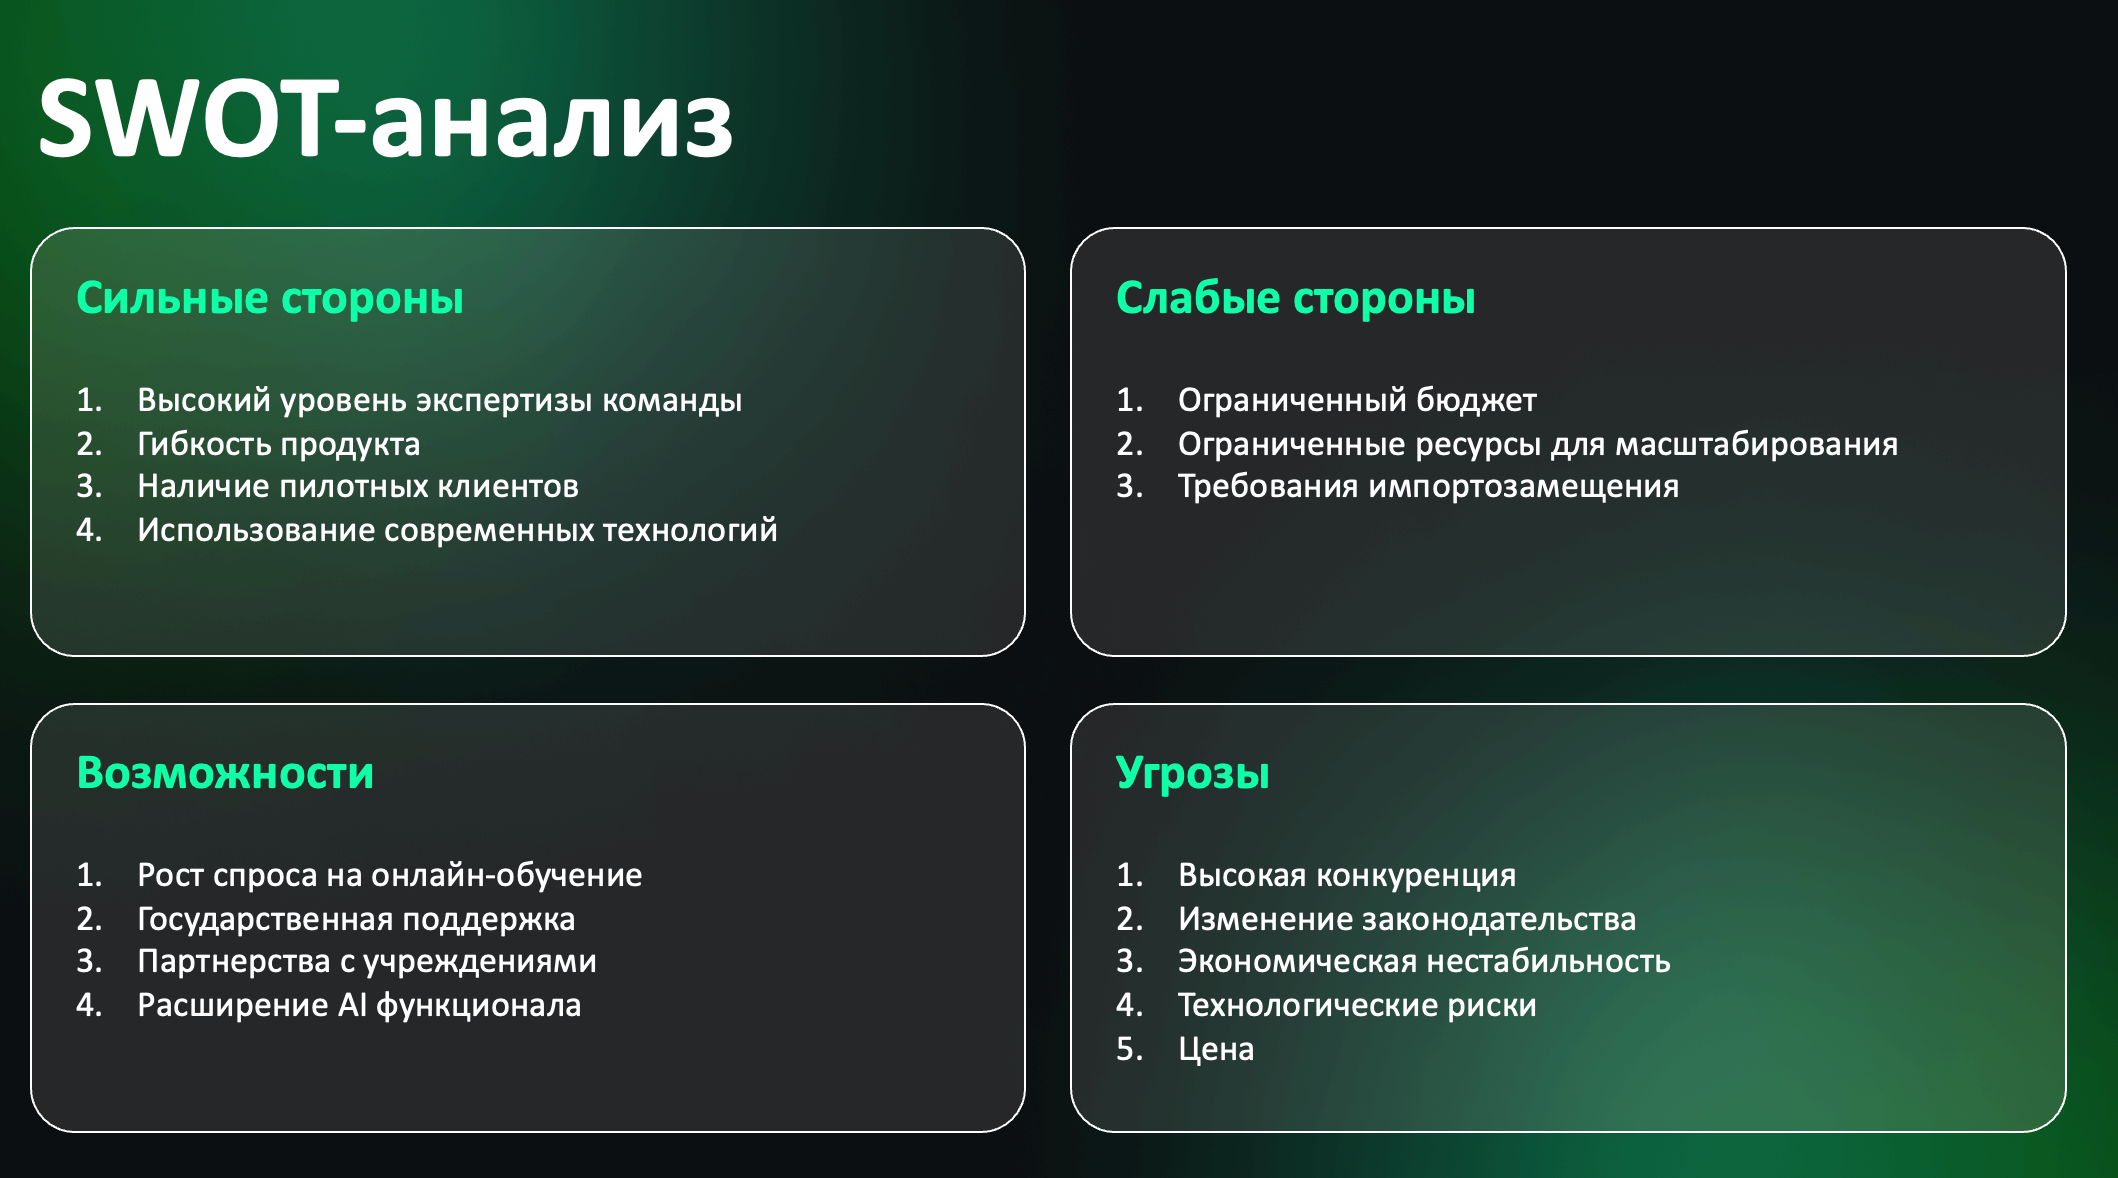 SWOT-анализ
Сильные стороны
1. Высокий уровень экспертизы команды
2. Гибкость продукта
3. Наличие пилотных клиентов
4. Использование современных технологий
Слабые стороны
1. Ограниченный бюджет
2. Ограниченные ресурсы для масштабирования
3. Требования импортозамещения
Возможности
1. Рост спроса на онлайн-обучение
2. Государственная поддержка
3. Партнерства с учреждениями
4. Расширение AI функционала
Угрозы
1. Высокая конкуренция
2. Изменение законодательства
3. Экономическая нестабильность
4. Технологические риски
5. Цена